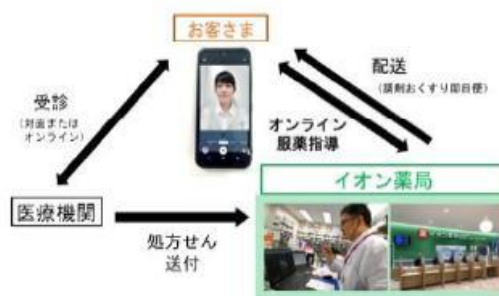 お客さま
受診
(対面または
オンライン)
配送
(調剤おくすり即日便)
オンライン
服薬指導
医療機関
処方せん
送付
イオン薬局